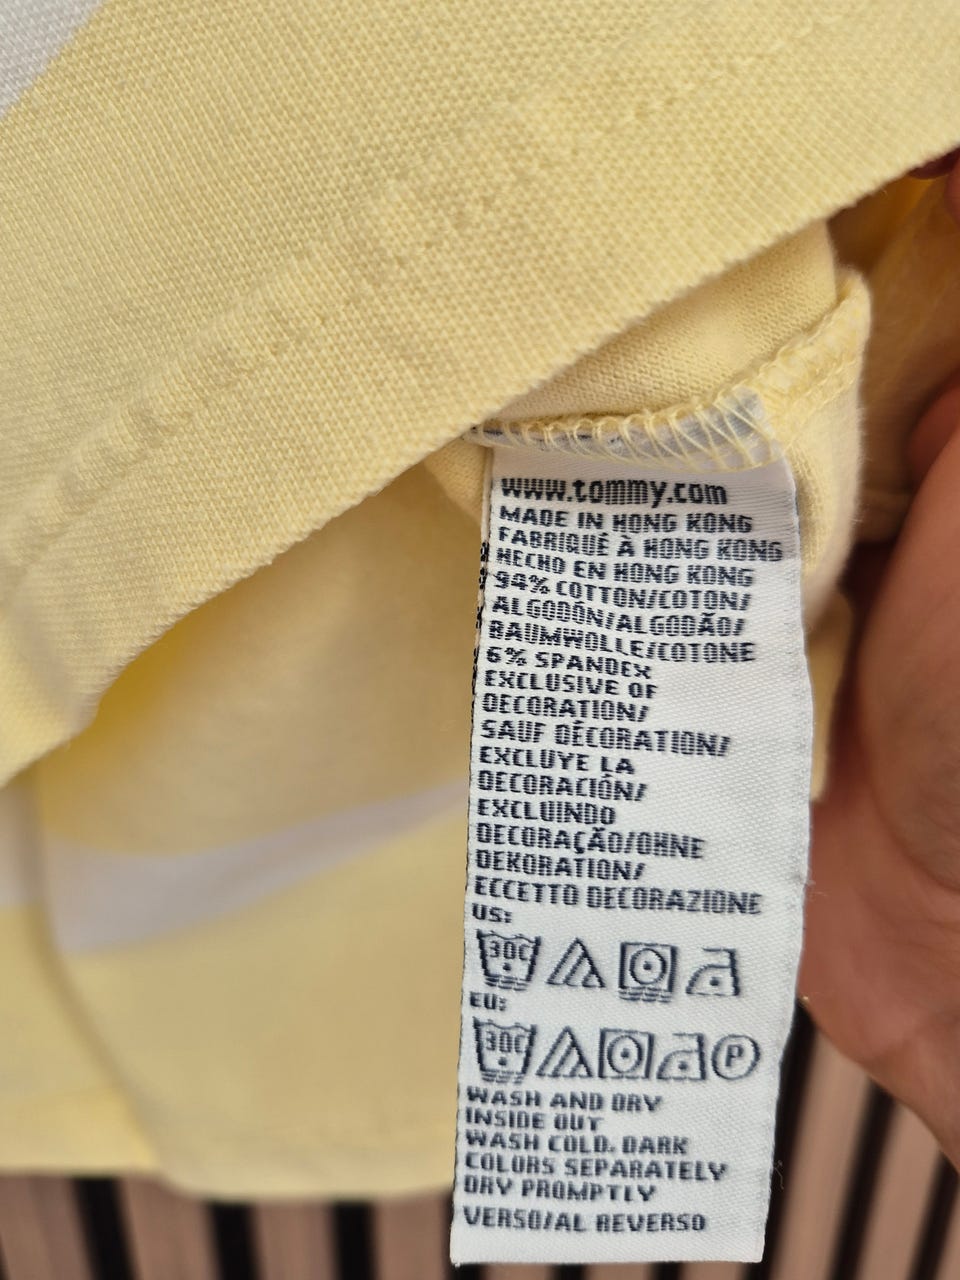 www.tommy.com
MADE IN HONG KONG
FABRIQUÉ À HONG KONG
HECHO EN HONG KONG
94% COTTON/COTON/
ALGODÓN/ALGODÃO/
BAUMWOLLE/COTONE
6% SPANDEX
EXCLUSIVE OF
DECORATION/
SAUF DÉCORATION/
EXCLUYE LA
DECORACIÓN/
EXCLUINDO
DECORAÇÃO/OHNE
DEKORATION/
ECCETTO DECORAZIONE
US:
30C
EU:
30C P
WASH AND DRY
INSIDE OUT
WASH COLD. DARK
COLORS SEPARATELY
DRY PROMPTLY
VERSO/AL REVERSO